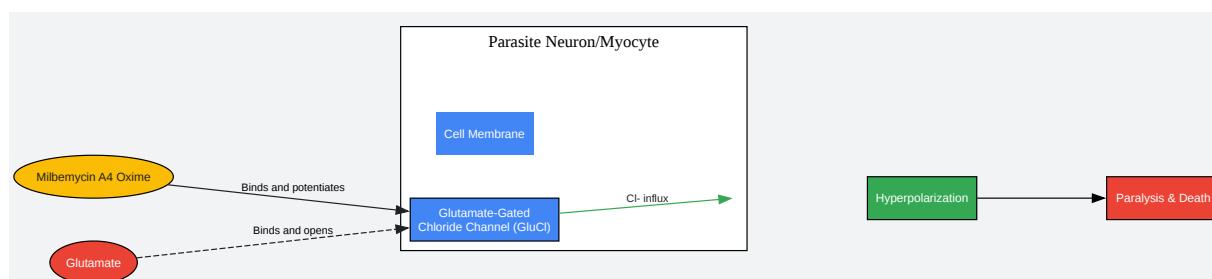 Parasite Neuron/Myocyte
Cell Membrane
Milbemycin A4 Oxime
Binds and potentiates
Glutamate-Gated
Chloride Channel (GluCl)
Cl- influx
Hyperpolarization
Paralysis & Death
Binds and opens
Glutamate